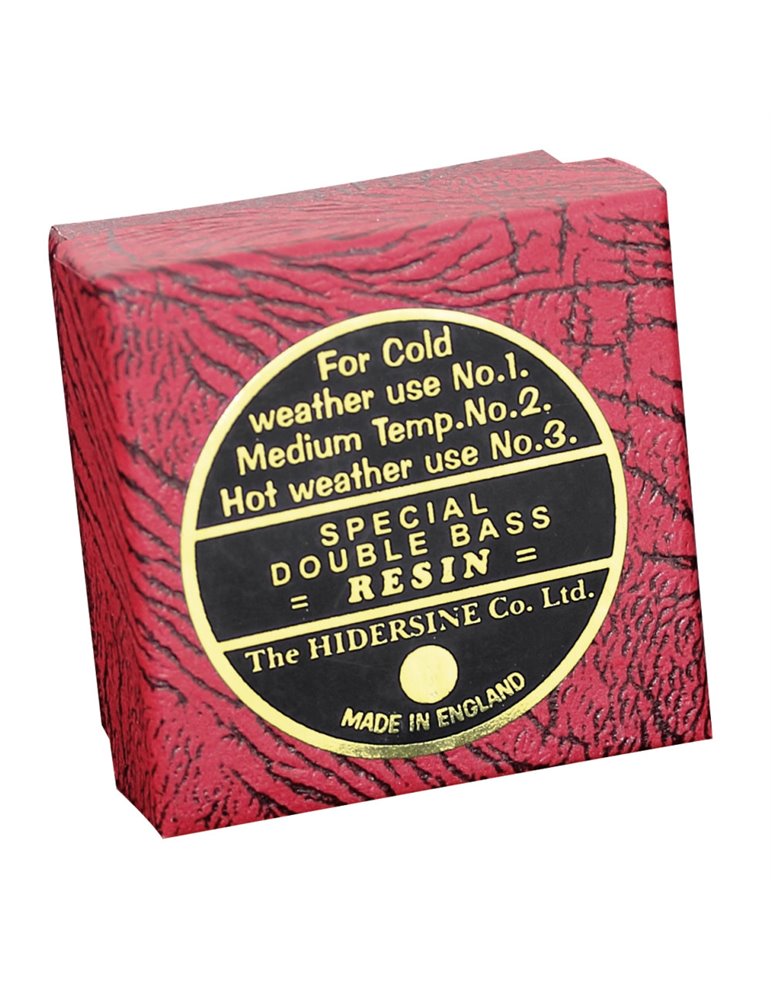 For Cold
weather use No.1.
Medium Temp.No.2.
Hot weather use No.3.
SPECIAL
DOUBLE BASS
= RESIN =
The HIDERSINE Co. Ltd.
MADE IN ENGLAND